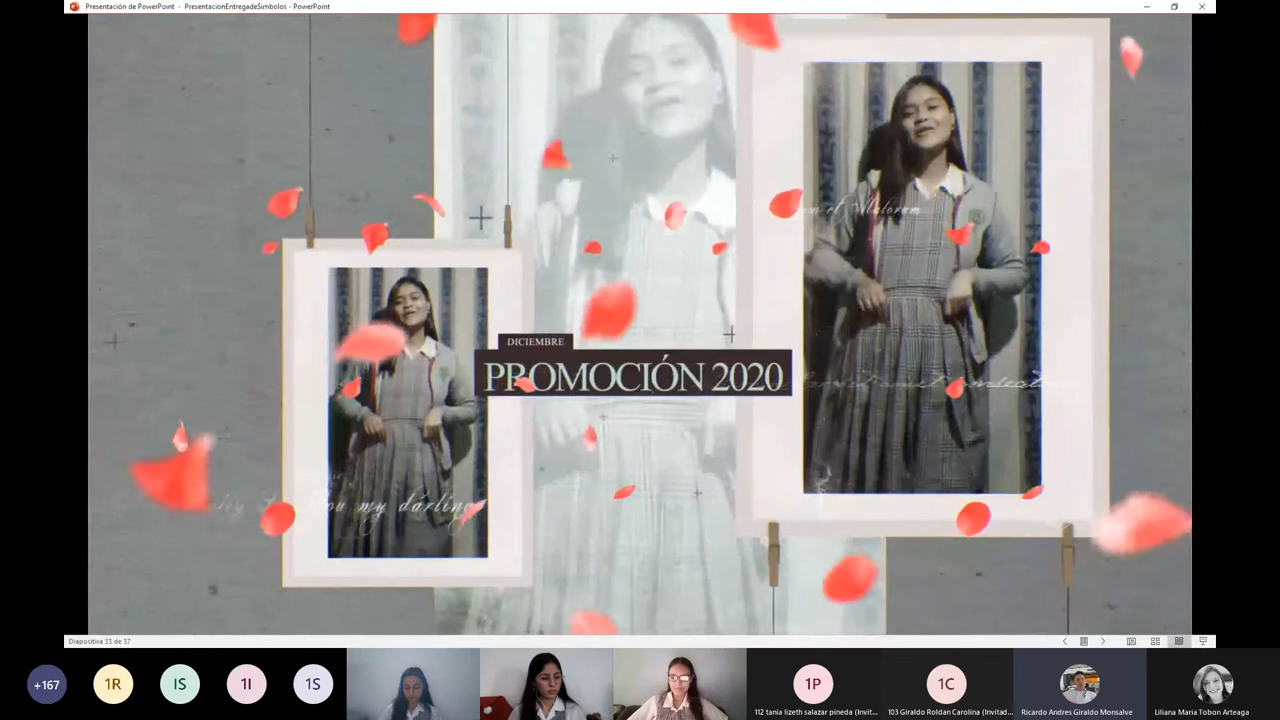 Presentación de PowerPoint - PresentacionEntregadeSimbolos - PowerPoint
DICIEMBRE
PROMOCIÓN 2020
you my darling
Diapositiva 33 de 37
+167
1R
IS
1I
1S
1P
1C
112 tania lizeth salazar pineda (Invit...
103 Giraldo Roldan Carolina (Invitad...
Ricardo Andres Giraldo Monsalve
Liliana Maria Tobon Arteaga